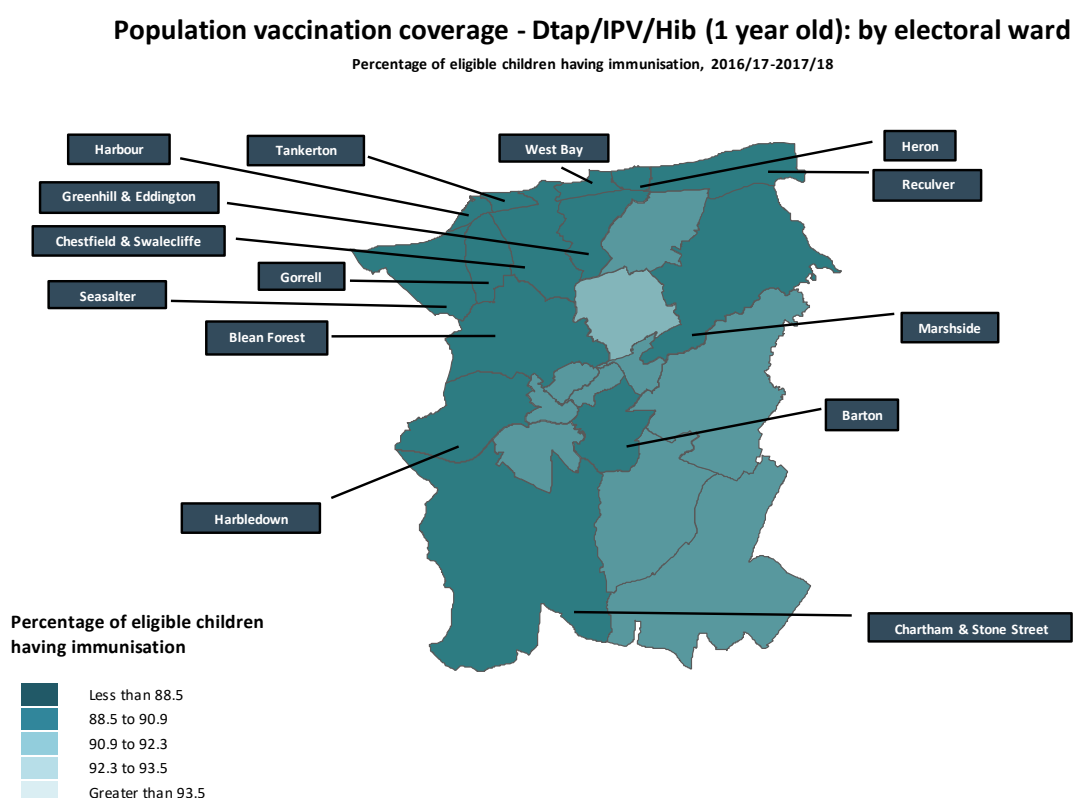 Population vaccination coverage - Dtap/IPV/Hib (1 year old): by electoral ward
Percentage of eligible children having immunisation, 2016/17-2017/18
Harbour
Tankerton
West Bay
Heron
Reculver
Greenhill & Eddington
Chestfield & Swalecliffe
Gorrell
Seasalter
Blean Forest
Marshside
Barton
Harbledown
Chartham & Stone Street
Percentage of eligible children
having immunisation
Less than 88.5
88.5 to 90.9
90.9 to 92.3
92.3 to 93.5
Greater than 93.5